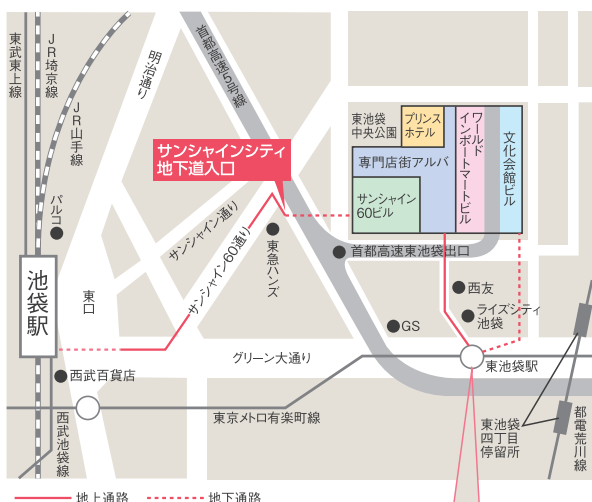 東武東上線
JR埼京線
JR山手線
明治通り
首都高速5号線
サンシャインシティ
地下道入口
東池袋
中央公園
プリンス
ホテル
専門店街アルパ
サンシャイン
60ビル
ワールド
インポートマートビル
文化会館ビル
パルコ
サンシャイン通り
サンシャイン60通り
東急ハンズ
首都高速東池袋出口
池袋駅
東口
西友
ライズシティ
池袋
GS
グリーン大通り
東池袋駅
西武百貨店
西武池袋線
東京メトロ有楽町線
東池袋
四丁目
停留所
都電荒川線
地上通路
地下通路